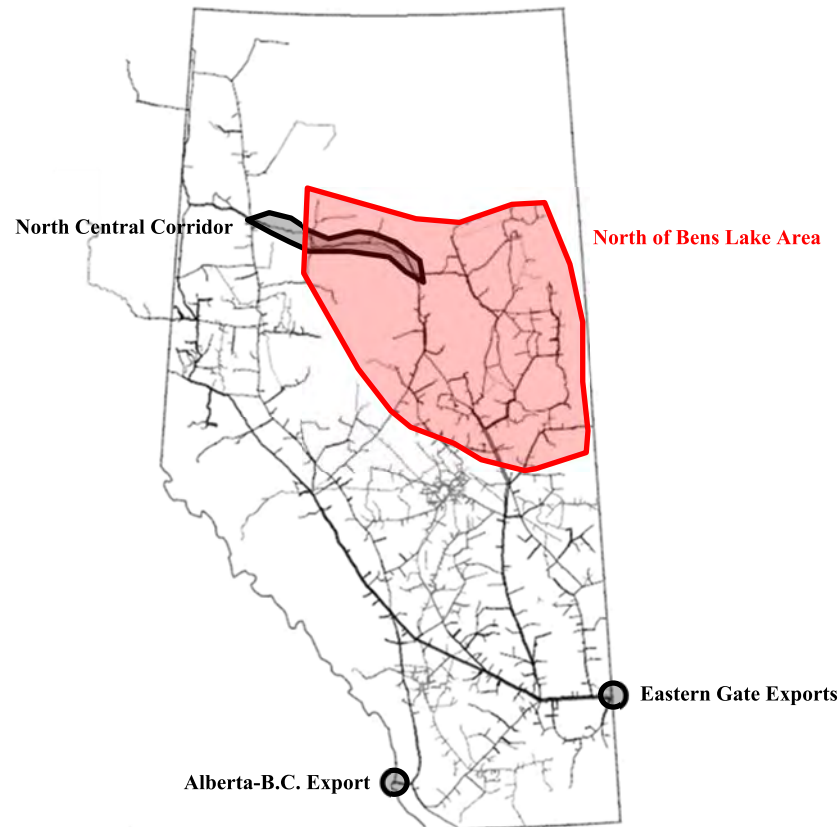 North Central Corridor
North of Bens Lake Area
Eastern Gate Exports
Alberta-B.C. Export